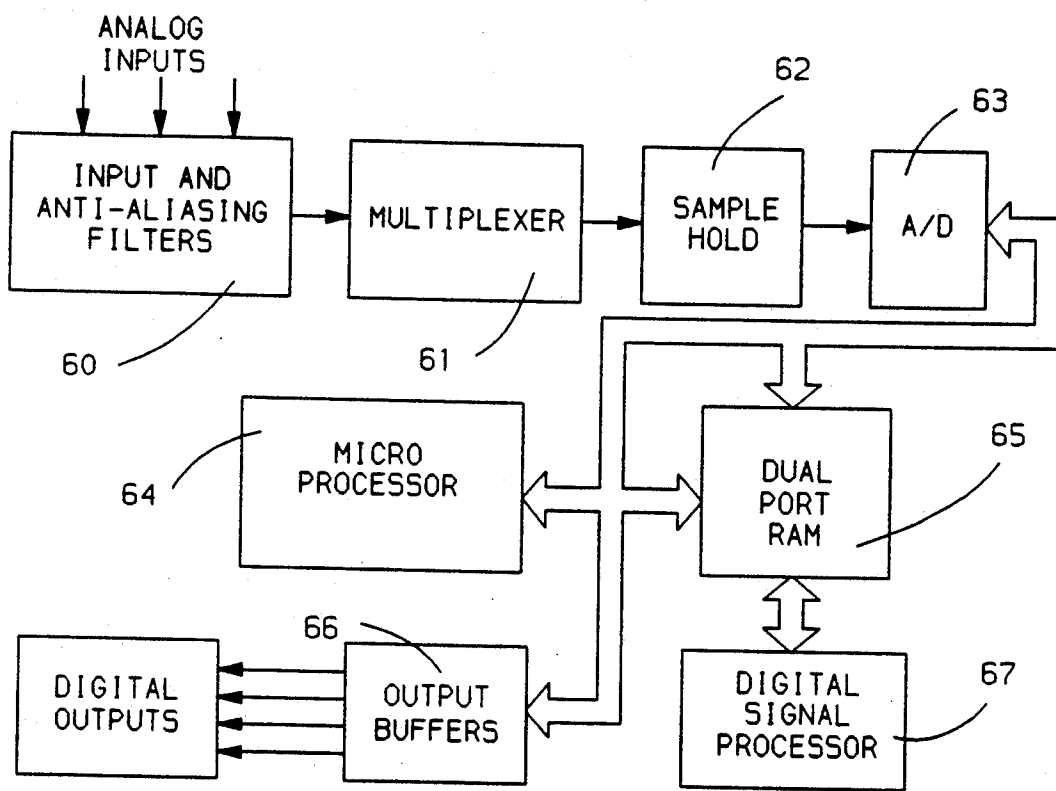 ANALOG
INPUTS
62
63
INPUT AND
ANTI-ALIASING
FILTERS
MULTIPLEXER
SAMPLE
HOLD
A/D
60
61
64
MICRO
PROCESSOR
65
DUAL
PORT
RAM
66
DIGITAL
OUTPUTS
OUTPUT
BUFFERS
DIGITAL
SIGNAL
PROCESSOR
67